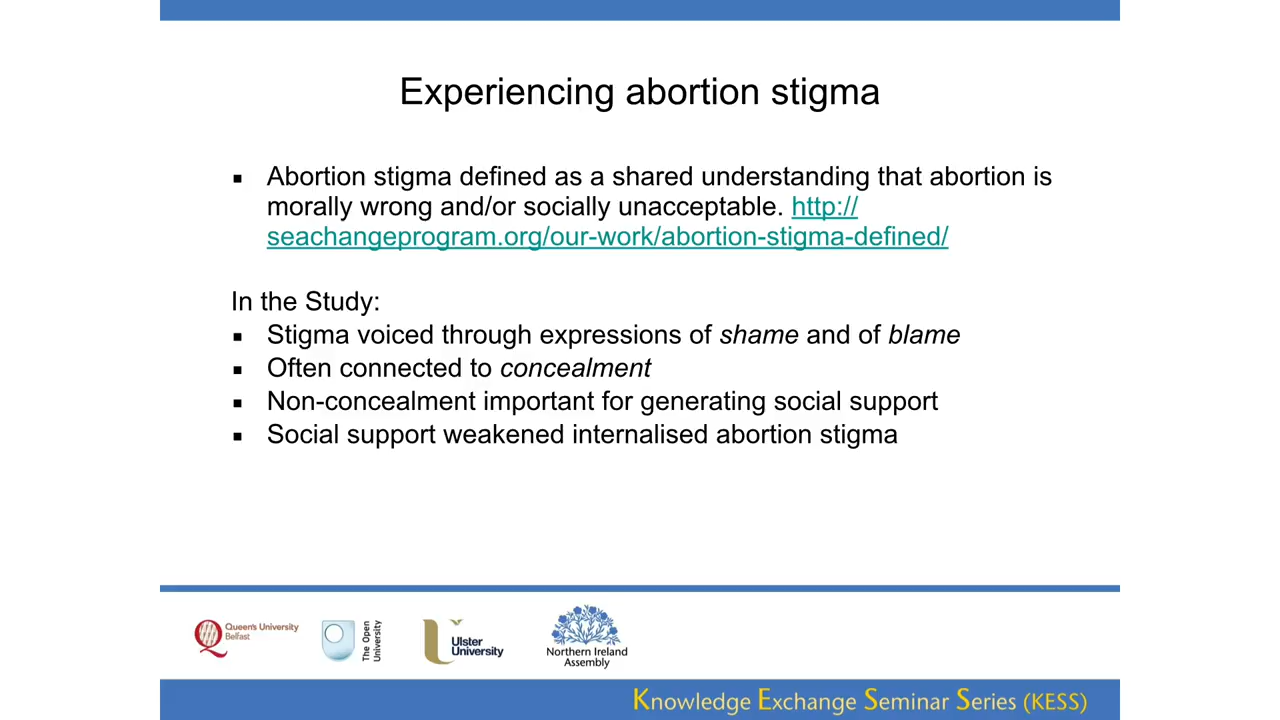 Experiencing abortion stigma
▪ Abortion stigma defined as a shared understanding that abortion is
morally wrong and/or socially unacceptable. http://
seachangeprogram.org/our-work/abortion-stigma-defined/
In the Study:
▪ Stigma voiced through expressions of shame and of blame
▪ Often connected to concealment
▪ Non-concealment important for generating social support
▪ Social support weakened internalised abortion stigma
Queen's University
Belfast
The Open
University
Ulster
University
Northern Ireland
Assembly
Knowledge Exchange Seminar Series (KESS)